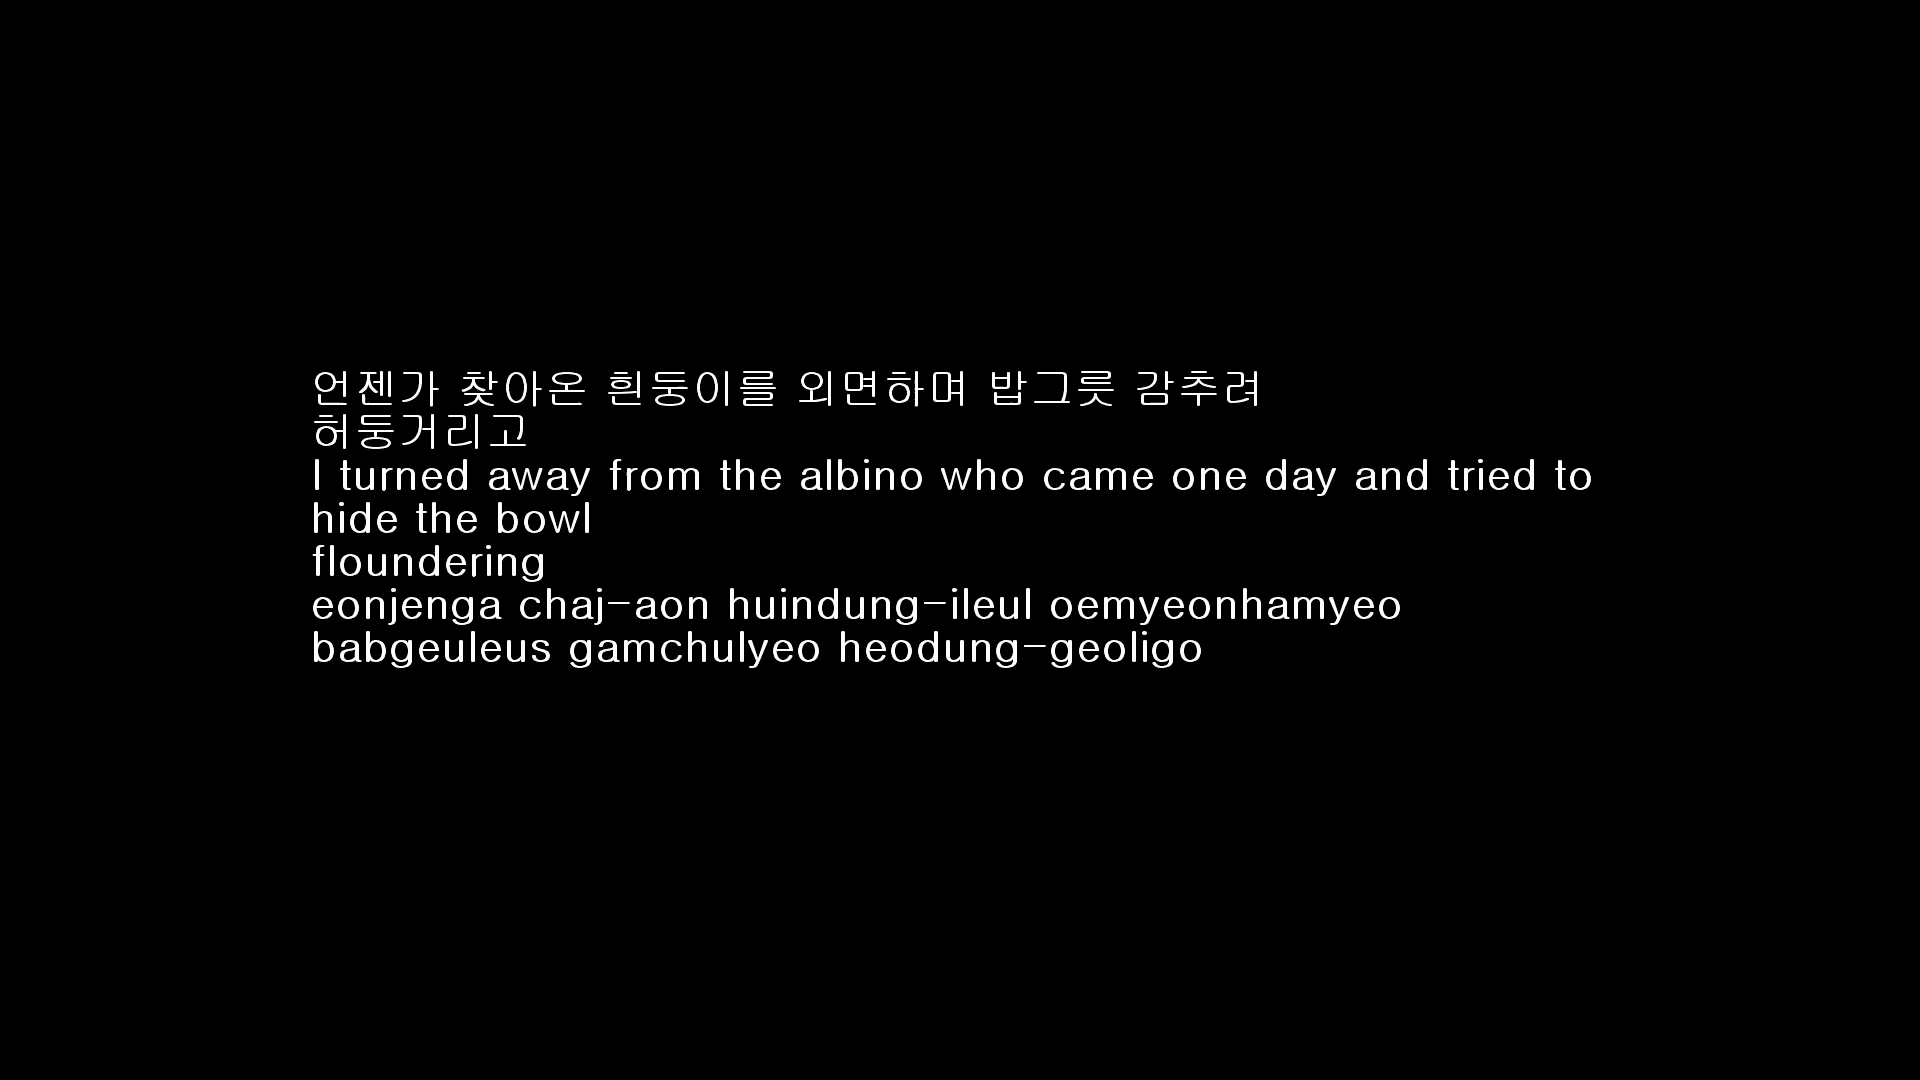 언젠가 찾아온 흰둥이를 외면하며 밥그릇 감추려
허둥거리고
I turned away from the albino who came one day and tried to
hide the bowl
floundering
eonjenga chaj-aon huindung-ileul oemyeonhamyeo
babgeuleus gamchulyeo heodung-geoligo